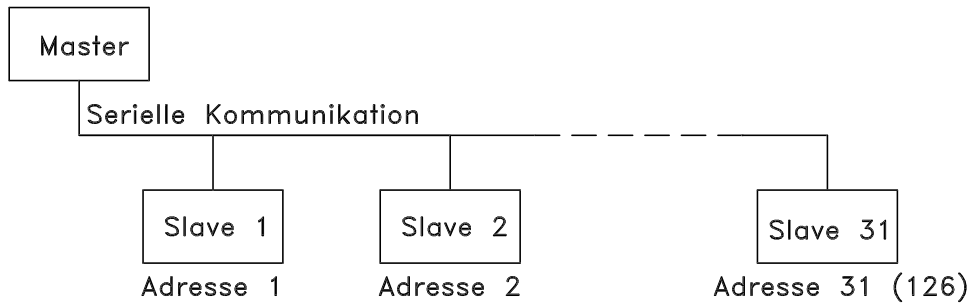 Master
Serielle Kommunikation
Slave 1
Slave 2
Slave 31
Adresse 1
Adresse 2
Adresse 31 (126)